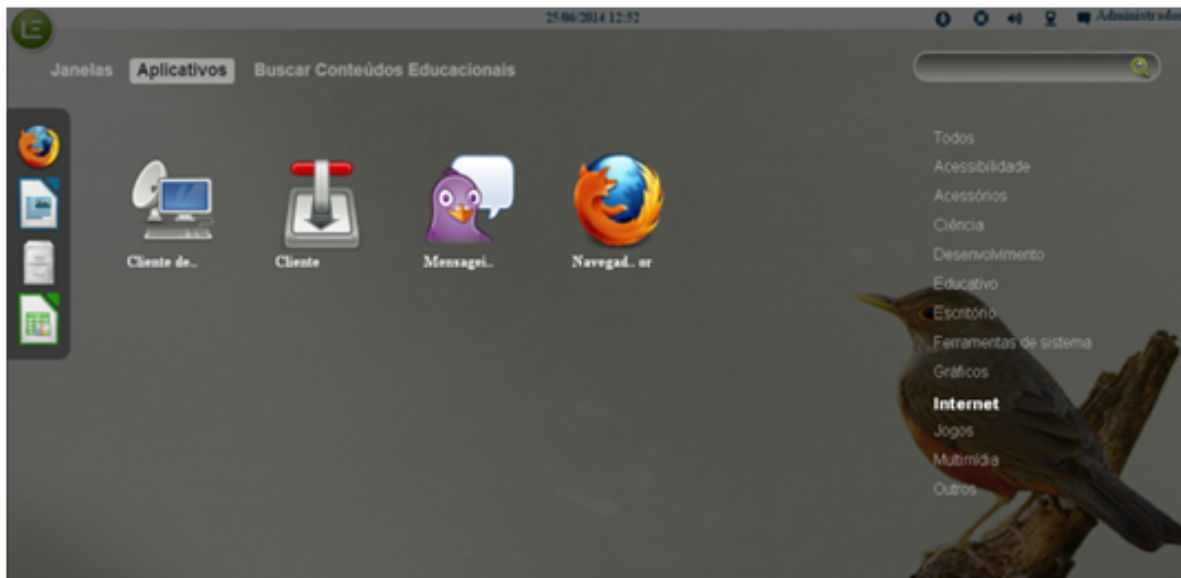 LE
25/06/2014 12:52
Administrador
Janelas Aplicativos Buscar Conteúdos Educacionais
Cliente de..
Cliente
Mensagei..
Navegad.. or
Todos
Acessibilidade
Acessórios
Ciência
Desenvolvimento
Educativo
Escritório
Ferramentas de sistema
Gráficos
Internet
Jogos
Multimídia
Outros